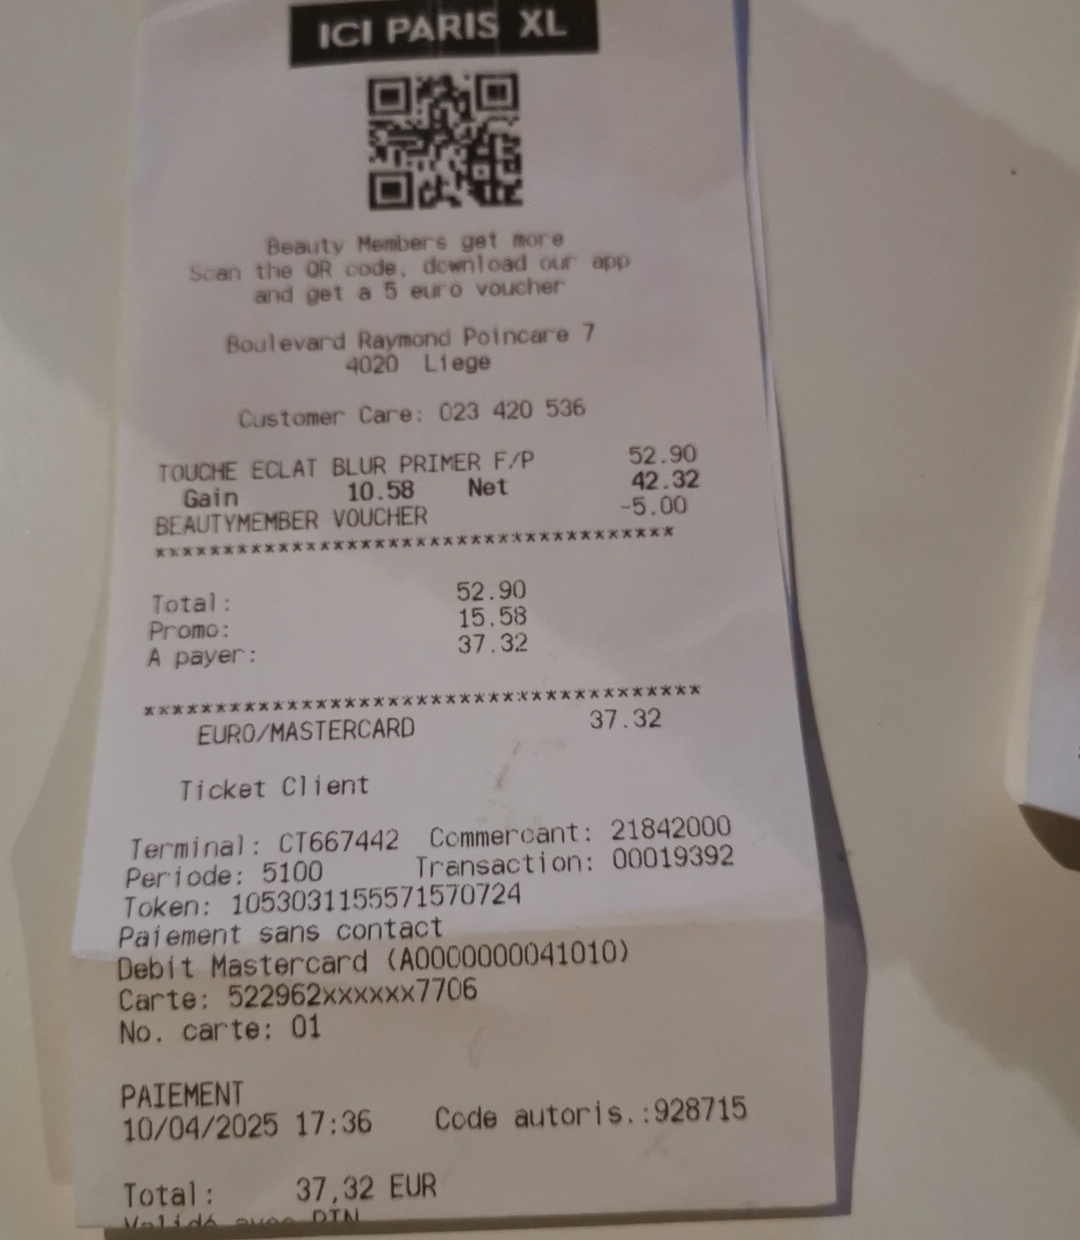 ICI PARIS XL
Beauty Members get more
Scan the QR code, download our app
and get a 5 euro voucher
Boulevard Raymond Poincare 7
4020 Liege
Customer Care: 023 420 536
TOUCHE ECLAT BLUR PRIMER F/P 52.90
Gain 10.58 Net 42.32
BEAUTYMEMBER VOUCHER -5.00
***************************************
Total: 52.90
Promo: 15.58
A payer: 37.32
****************************************
EURO/MASTERCARD 37.32
Ticket Client
Terminal: CT667442 Commercant: 21842000
Periode: 5100 Transaction: 00019392
Token: 1053031155571570724
Paiement sans contact
Debit Mastercard (A0000000041010)
Carte: 522962xxxxxx7706
No. carte: 01
PAIEMENT
10/04/2025 17:36 Code autoris.:928715
Total: 37,32 EUR
Validé avec PIN